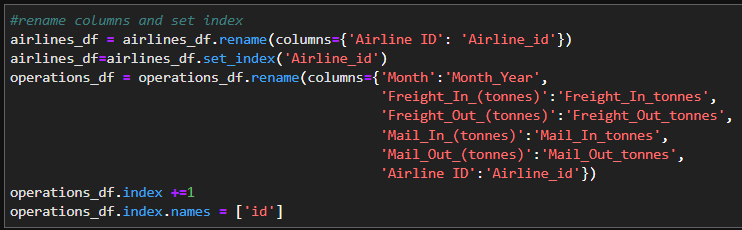 #rename columns and set index
airlines_df = airlines_df.rename(columns={'Airline ID': 'Airline_id'})
airlines_df=airlines_df.set_index('Airline_id')
operations_df = operations_df.rename(columns={'Month':'Month_Year',
'Freight_In_(tonnes)':'Freight_In_tonnes',
'Freight_Out_(tonnes)':'Freight_Out_tonnes',
'Mail_In_(tonnes)':'Mail_In_tonnes',
'Mail_Out_(tonnes)':'Mail_Out_tonnes',
'Airline ID':'Airline_id'})
operations_df.index +=1
operations_df.index.names = ['id']